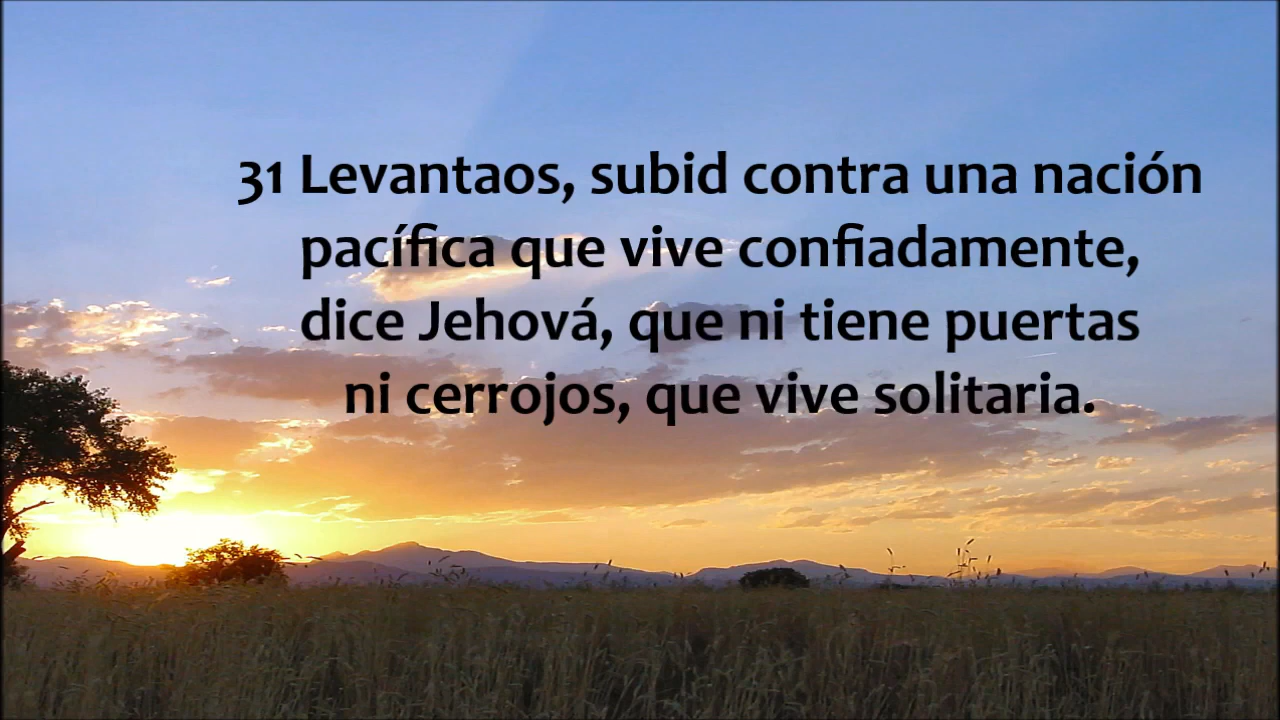 31 Levantaos, subid contra una nación
pacífica que vive confiadamente,
dice Jehová, que ni tiene puertas
ni cerrojos, que vive solitaria.